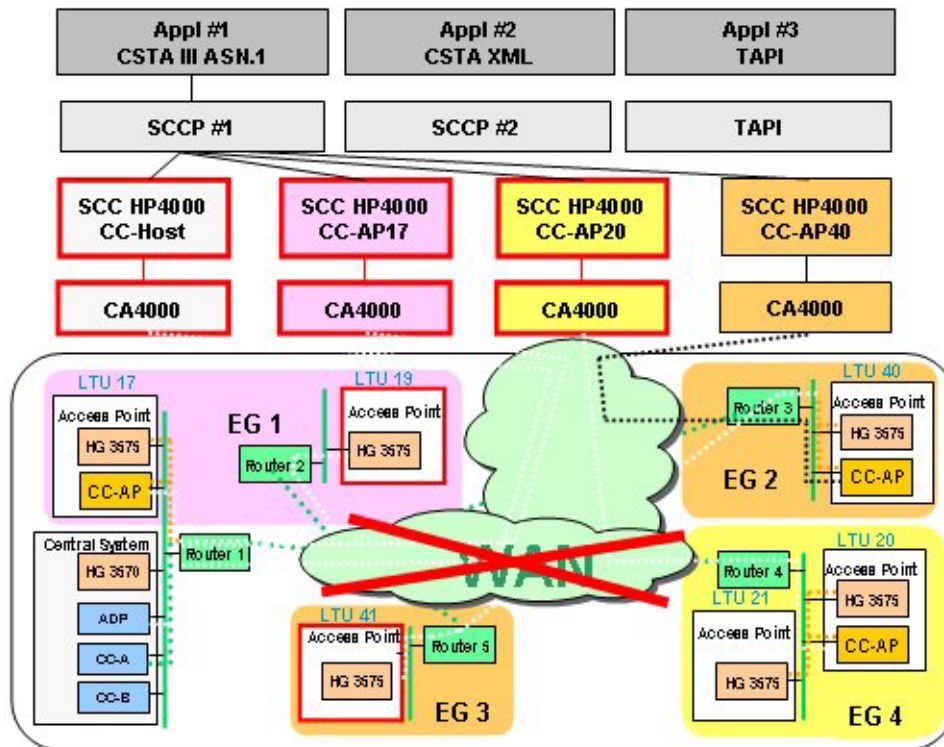 Appl #1
CSTA III ASN.1
Appl #2
CSTA XML
Appl #3
TAPI
SCCP #1
SCCP #2
TAPI
SCC HP4000
CC-Host
SCC HP4000
CC-AP17
SCC HP4000
CC-AP20
SCC HP4000
CC-AP40
CA4000
CA4000
CA4000
CA4000
LTU 17
Access Point
HG 3575
CC-AP
EG 1
Router 2
LTU 19
Access Point
HG 3575
Router 3
LTU 40
Access Point
HG 3575
CC-AP
EG 2
Central System
HG 3570
ADP
CC-A
CC-B
Router 1
WAN
LTU 41
Access Point
HG 3575
Router 5
EG 3
Router 4
LTU 20
Access Point
HG 3575
CC-AP
LTU 21
Access Point
HG 3575
EG 4